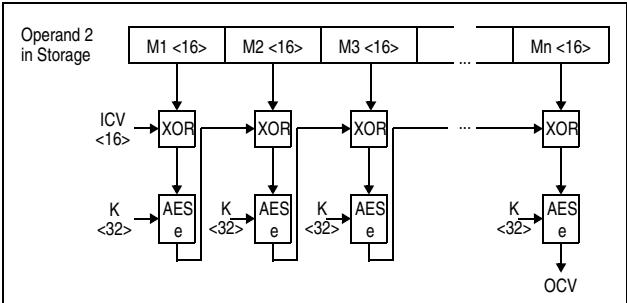 Operand 2
in Storage
M1 <16> M2 <16> M3 <16> ... Mn <16>
ICV
<16>
XOR XOR XOR ... XOR
K
<32>
AES
e
K
<32>
AES
e
K
<32>
AES
e
K
<32>
AES
e
OCV